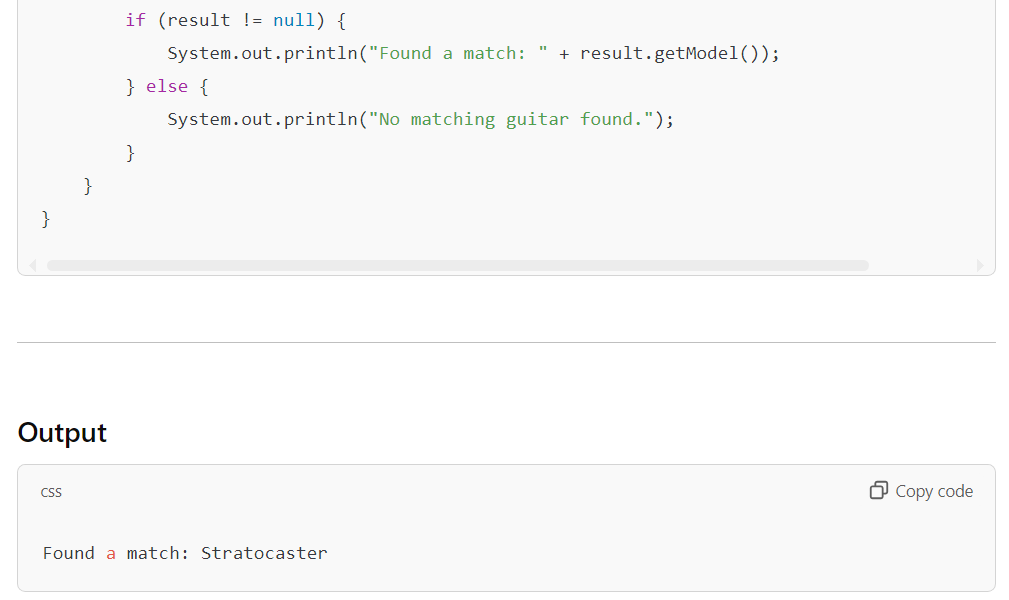 if (result != null) {
System.out.println("Found a match: " + result.getModel());
} else {
System.out.println("No matching guitar found.");
}
}
}
Output
css
Copy code
Found a match: Stratocaster